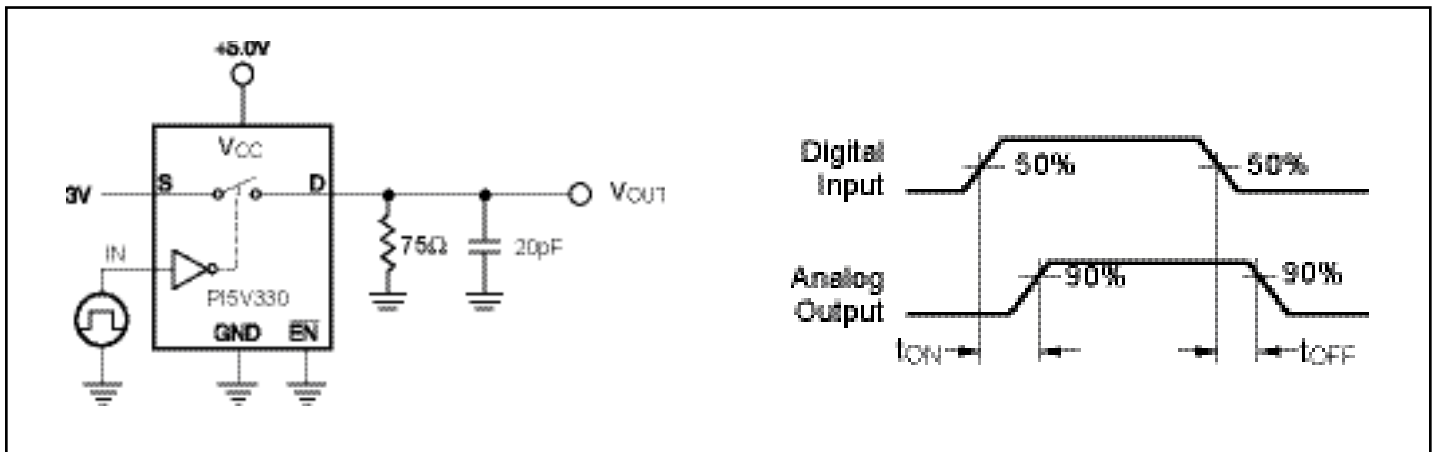 +5.0V
VCC
S
D
3V
VOUT
75Ω
20pF
IN
PI5V330
GND
EN
Digital
Input
50%
50%
Analog
Output
90%
90%
tON
tOFF